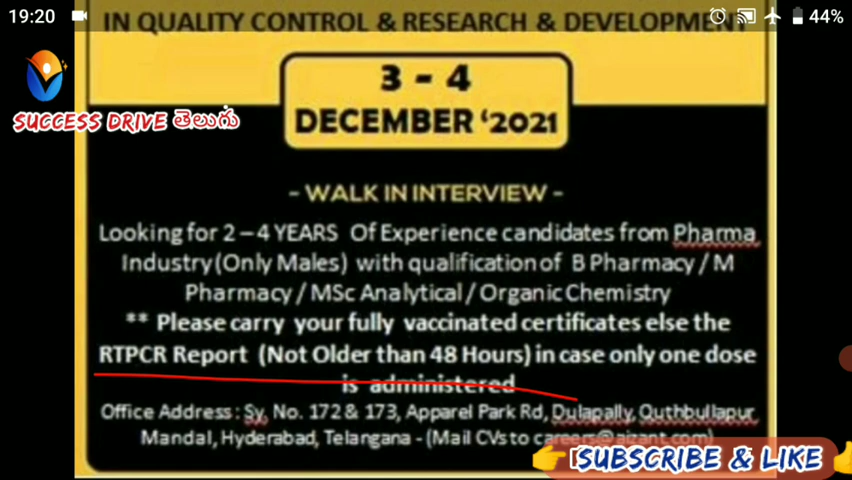 19:20
44%
IN QUALITY CONTROL & RESEARCH & DEVELOPMENT
3 - 4
DECEMBER ‘2021
SUCCESS DRIVE తెలుగు
- WALK IN INTERVIEW -
Looking for 2 – 4 YEARS Of Experience candidates from Pharma
Industry (Only Males) with qualification of B Pharmacy / M
Pharmacy / MSc Analytical / Organic Chemistry
** Please carry your fully vaccinated certificates else the
RTPCR Report (Not Older than 48 Hours) in case only one dose
is administered
Office Address : Sy. No. 172 & 173, Apparel Park Rd, Dulapally, Quthbullapur
Mandal, Hyderabad, Telangana - (Mail CVs to careers@aizant.com)
SUBSCRIBE & LIKE